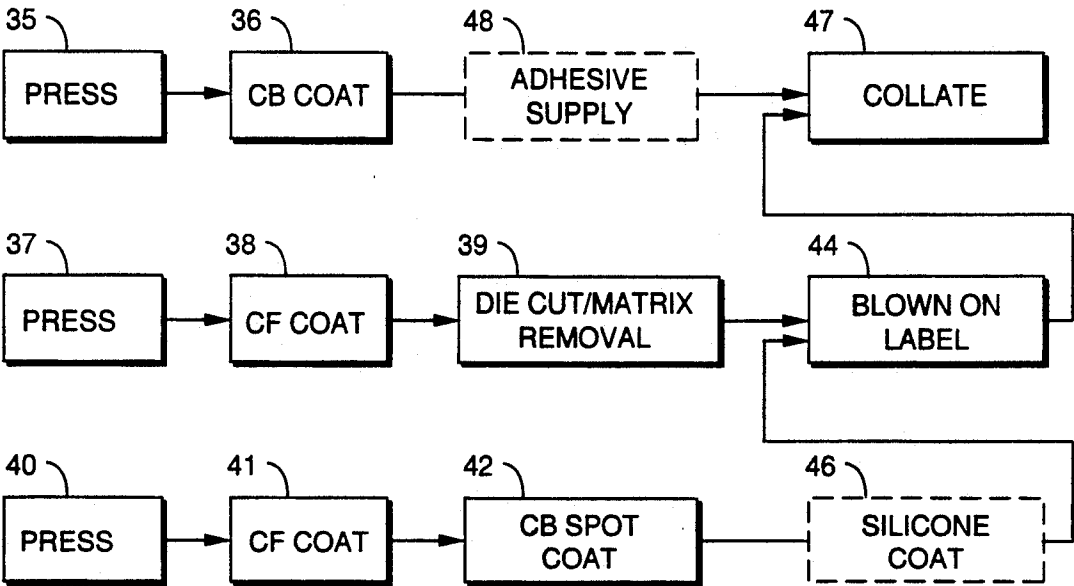 35
36
48
47
PRESS
CB COAT
ADHESIVE
SUPPLY
COLLATE
37
38
39
44
PRESS
CF COAT
DIE CUT/MATRIX
REMOVAL
BLOWN ON
LABEL
40
41
42
46
PRESS
CF COAT
CB SPOT
COAT
SILICONE
COAT